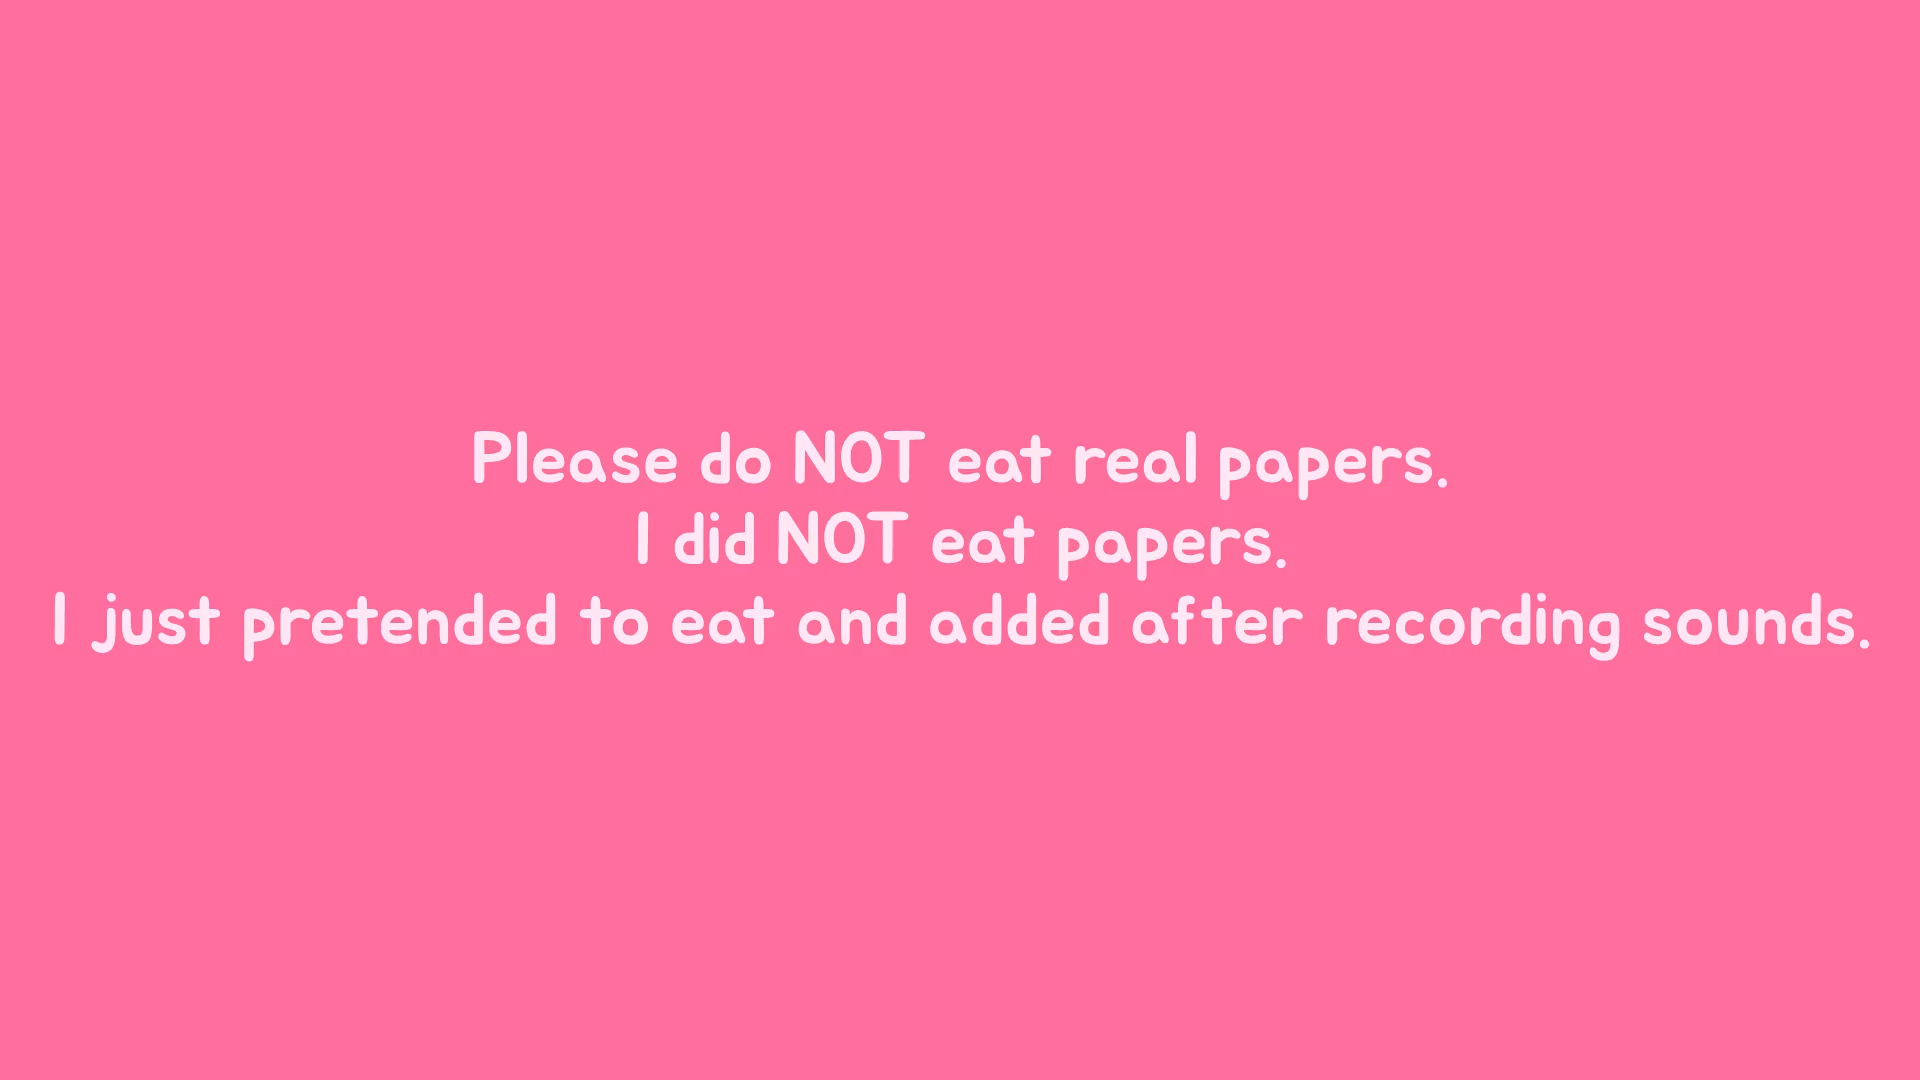 Please do NOT eat real papers.
I did NOT eat papers.
I just pretended to eat and added after recording sounds.